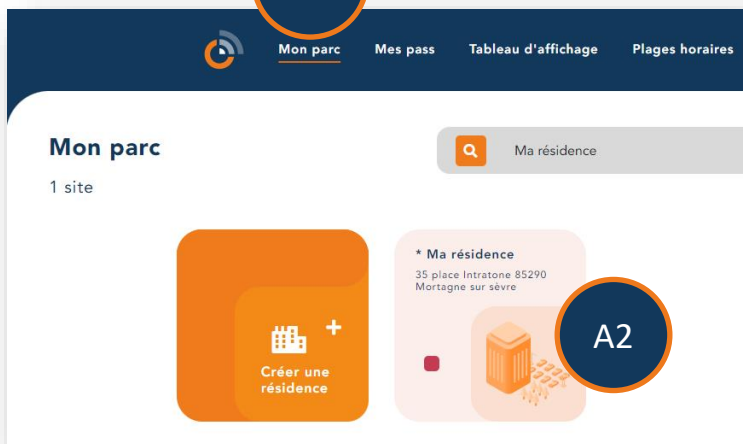 Mon parc Mes pass Tableau d'affichage Plages horaires
Mon parc
Ma résidence
1 site
* Ma résidence
35 place Intratone 85290
Mortagne sur sèvre
A2
+
Créer une
résidence